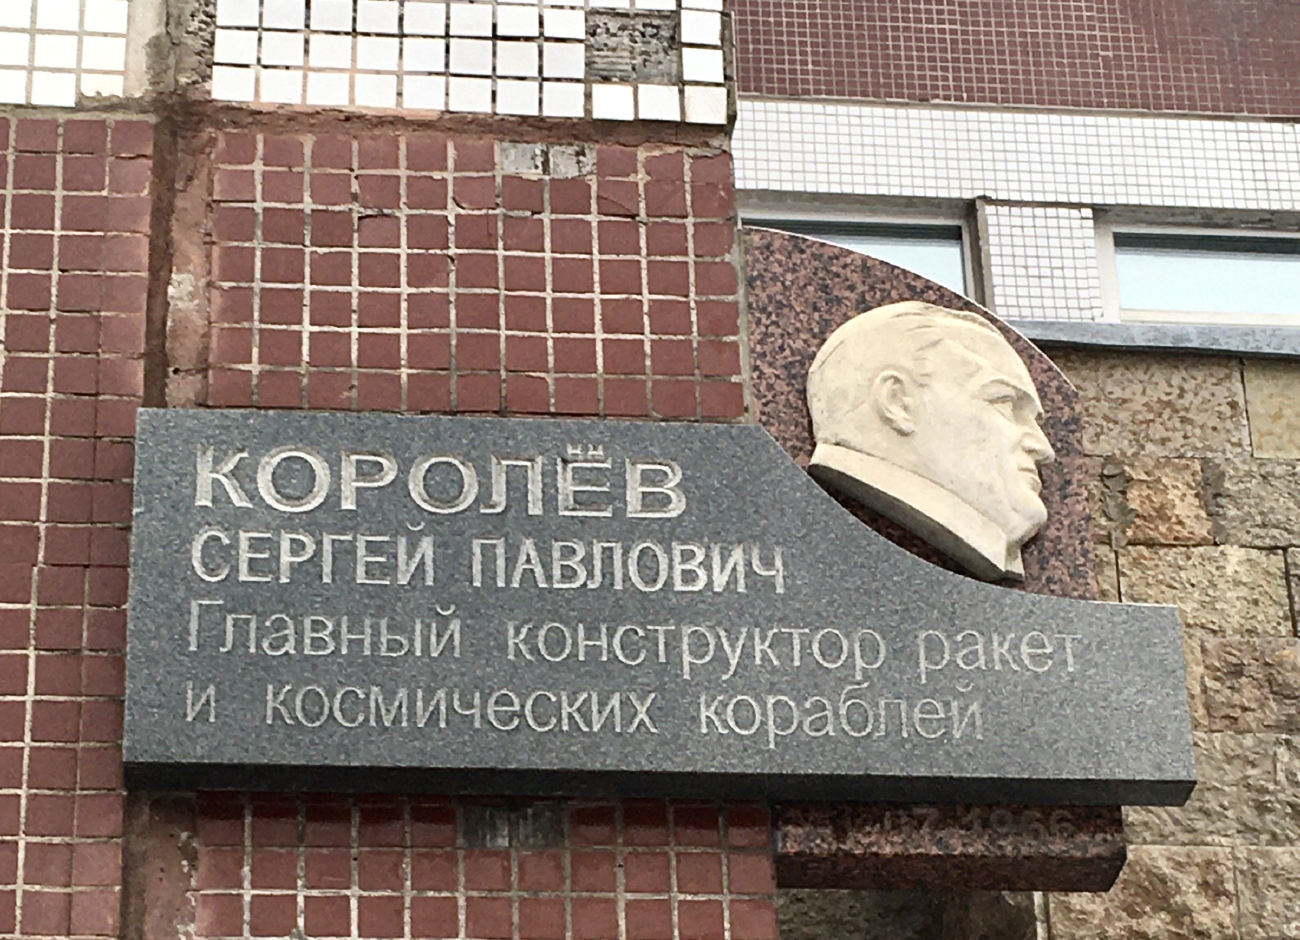 КОРОЛЁВ
СЕРГЕЙ ПАВЛОВИЧ
Главный конструктор ракет
и космических кораблей